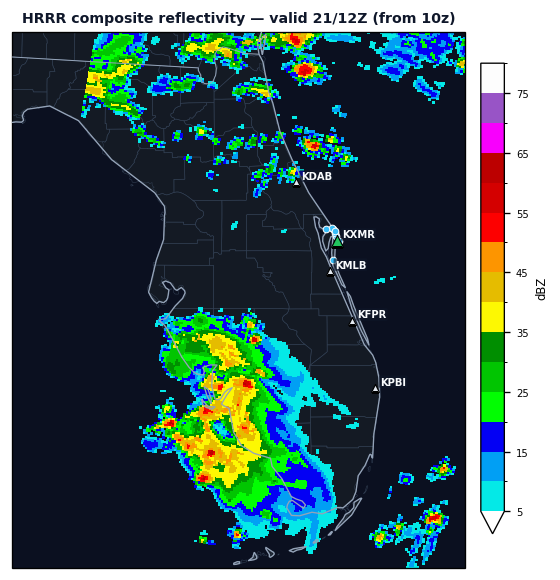 HRRR composite reflectivity — valid 21/12Z (from 10z)
KDAB
KXMR
KMLB
KFPR
KPBI
75
65
55
45
35
25
15
5
dBZ